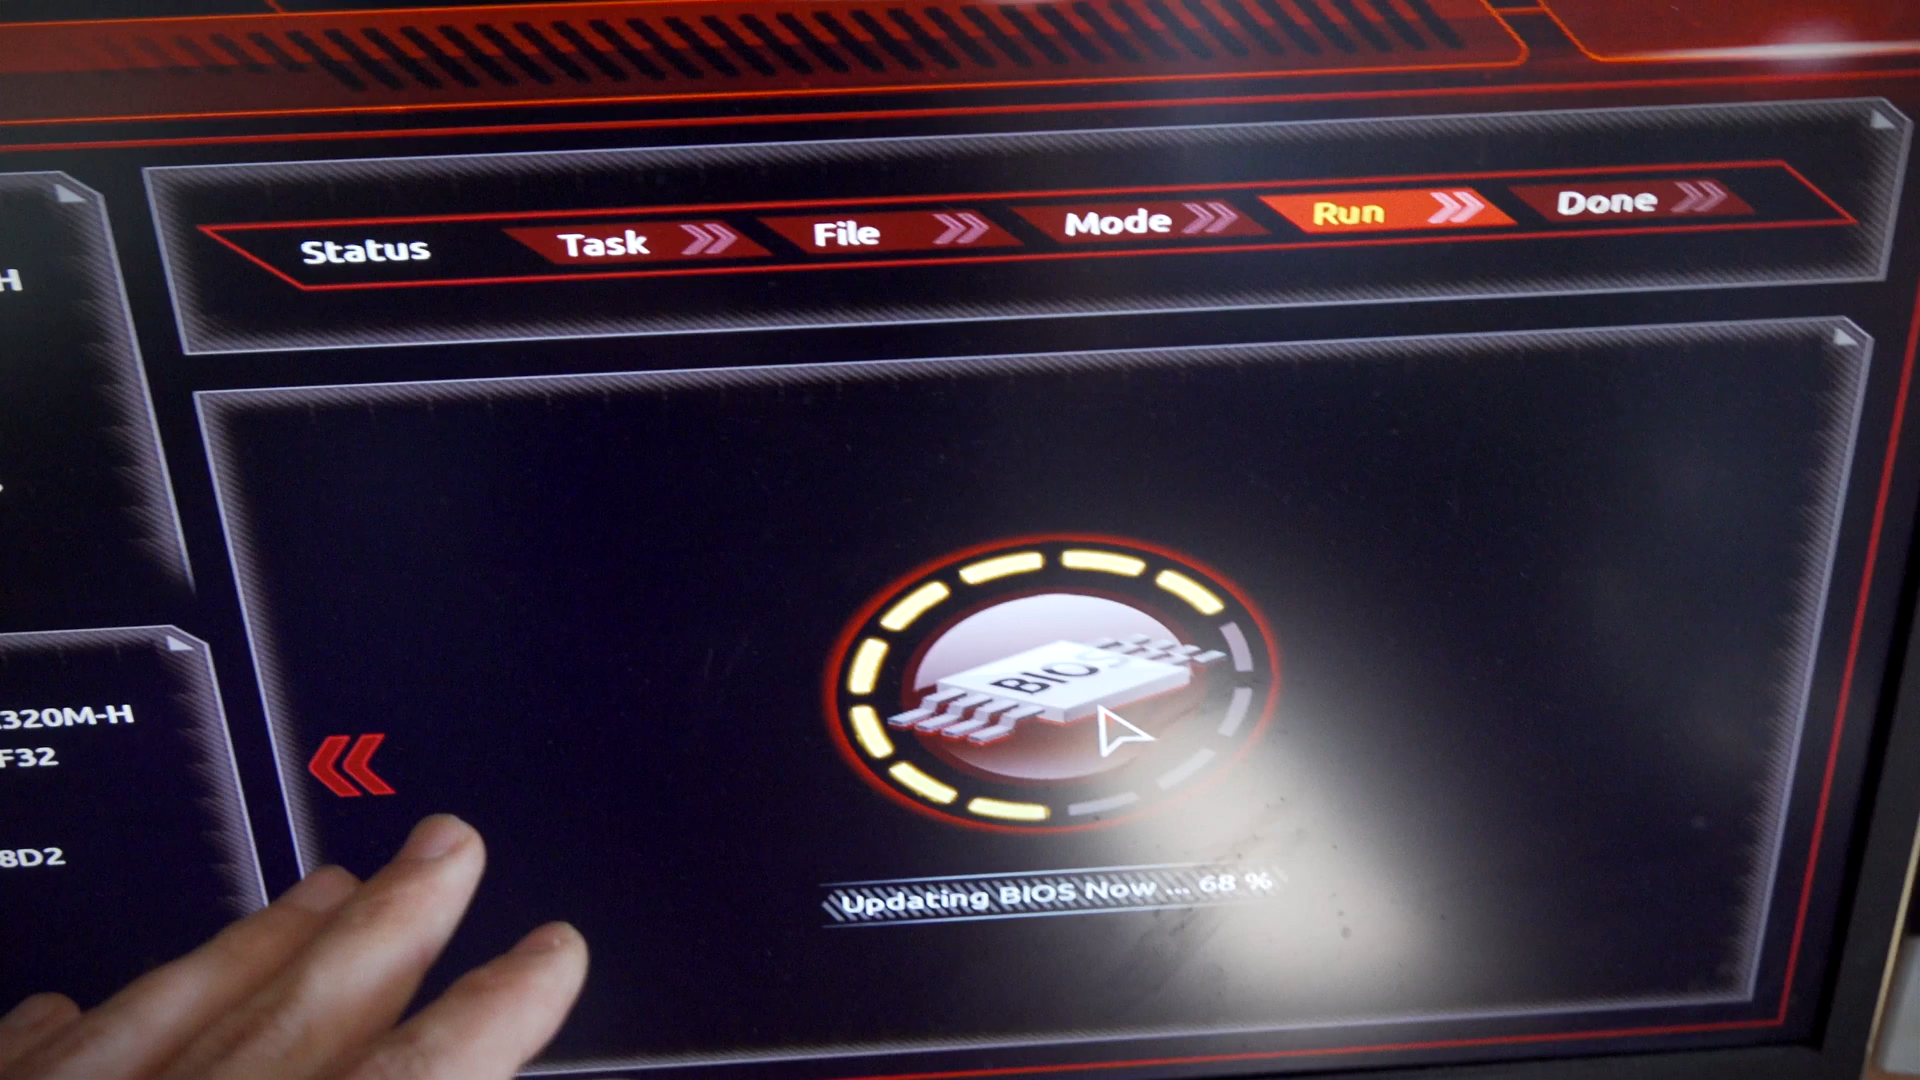 Status Task File Mode Run Done
H
320M-H
F32
8D2
BIOS
Updating BIOS Now ... 68 %